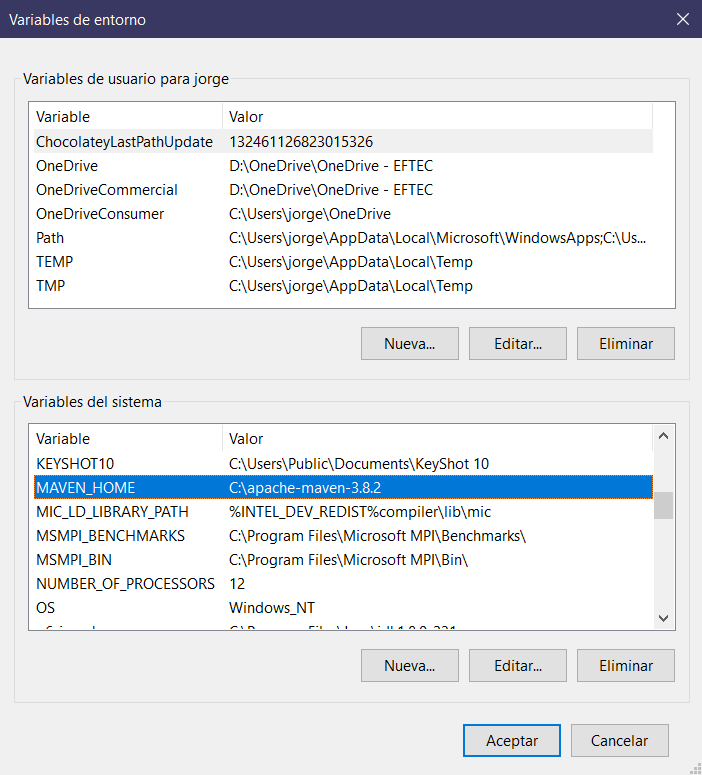 Variables de entorno
Variables de usuario para jorge
Variable Valor
ChocolateyLastPathUpdate 132461126823015326
OneDrive D:\OneDrive\OneDrive - EFTEC
OneDriveCommercial D:\OneDrive\OneDrive - EFTEC
OneDriveConsumer C:\Users\jorge\OneDrive
Path C:\Users\jorge\AppData\Local\Microsoft\WindowsApps;C:\Us...
TEMP C:\Users\jorge\AppData\Local\Temp
TMP C:\Users\jorge\AppData\Local\Temp
Nueva... Editar... Eliminar
Variables del sistema
Variable Valor
KEYSHOT10 C:\Users\Public\Documents\KeyShot 10
MAVEN_HOME C:\apache-maven-3.8.2
MIC_LD_LIBRARY_PATH %INTEL_DEV_REDIST%compiler\lib\mic
MSMPI_BENCHMARKS C:\Program Files\Microsoft MPI\Benchmarks\
MSMPI_BIN C:\Program Files\Microsoft MPI\Bin\
NUMBER_OF_PROCESSORS 12
OS Windows_NT
Nueva... Editar... Eliminar
Aceptar Cancelar